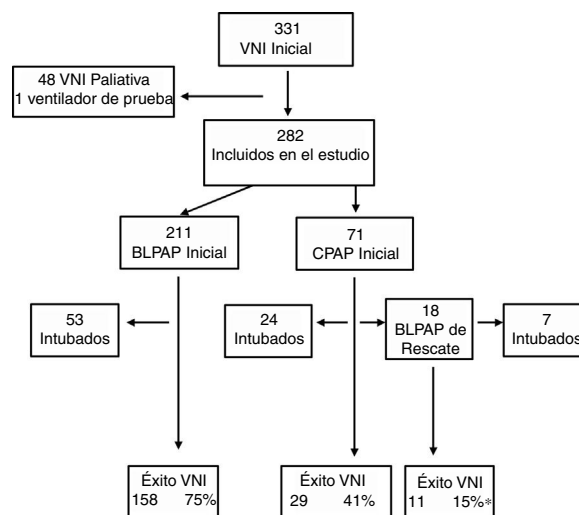 331
VNI Inicial
48 VNI Paliativa
1 ventilador de prueba
282
Incluidos en el estudio
211
BLPAP Inicial
71
CPAP Inicial
53
Intubados
24
Intubados
18
BLPAP de
Rescate
7
Intubados
Éxito VNI
158 75%
Éxito VNI
29 41%
Éxito VNI
11 15%*